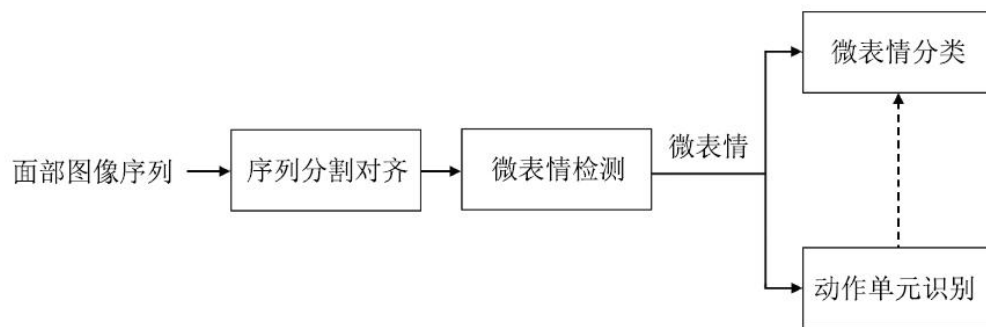 面部图像序列
序列分割对齐
微表情检测
微表情
微表情分类
动作单元识别